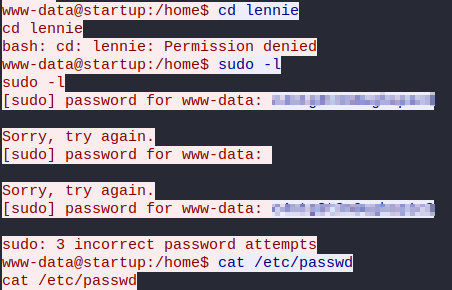 www-data@startup:/home$ cd lennie
cd lennie
bash: cd: lennie: Permission denied
www-data@startup:/home$ sudo -l
sudo -l
[sudo] password for www-data:
Sorry, try again.
[sudo] password for www-data:
Sorry, try again.
[sudo] password for www-data:
sudo: 3 incorrect password attempts
www-data@startup:/home$ cat /etc/passwd
cat /etc/passwd